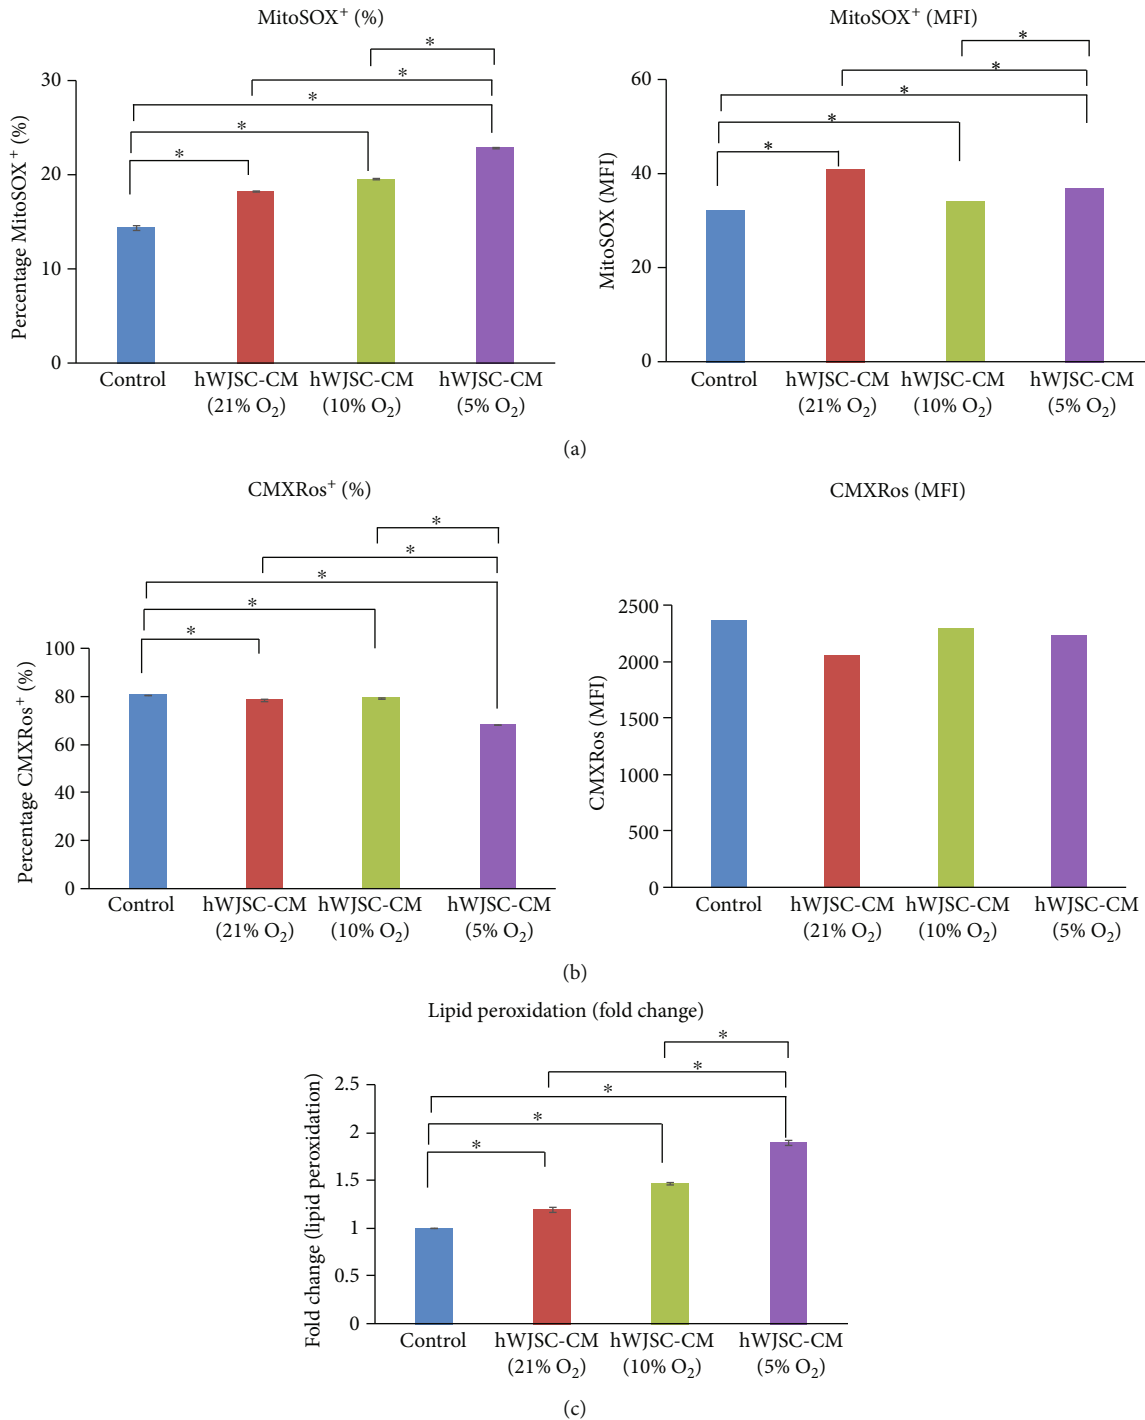 MitoSOX⁺ (%)
Percentage MitoSOX⁺ (%)
30
20
10
0
* * * * *
Control
hWJSC-CM (21% O₂)
hWJSC-CM (10% O₂)
hWJSC-CM (5% O₂)
MitoSOX⁺ (MFI)
MitoSOX (MFI)
60
40
20
0
* * * * *
Control
hWJSC-CM (21% O₂)
hWJSC-CM (10% O₂)
hWJSC-CM (5% O₂)
(a)
CMXRos⁺ (%)
Percentage CMXRos⁺ (%)
100
80
60
40
20
0
* * * * *
Control
hWJSC-CM (21% O₂)
hWJSC-CM (10% O₂)
hWJSC-CM (5% O₂)
CMXRos (MFI)
CMXRos (MFI)
2500
2000
1500
1000
500
0
Control
hWJSC-CM (21% O₂)
hWJSC-CM (10% O₂)
hWJSC-CM (5% O₂)
(b)
Lipid peroxidation (fold change)
Fold change (lipid peroxidation)
2.5
2
1.5
1
0.5
0
* * * * *
Control
hWJSC-CM (21% O₂)
hWJSC-CM (10% O₂)
hWJSC-CM (5% O₂)
(c)